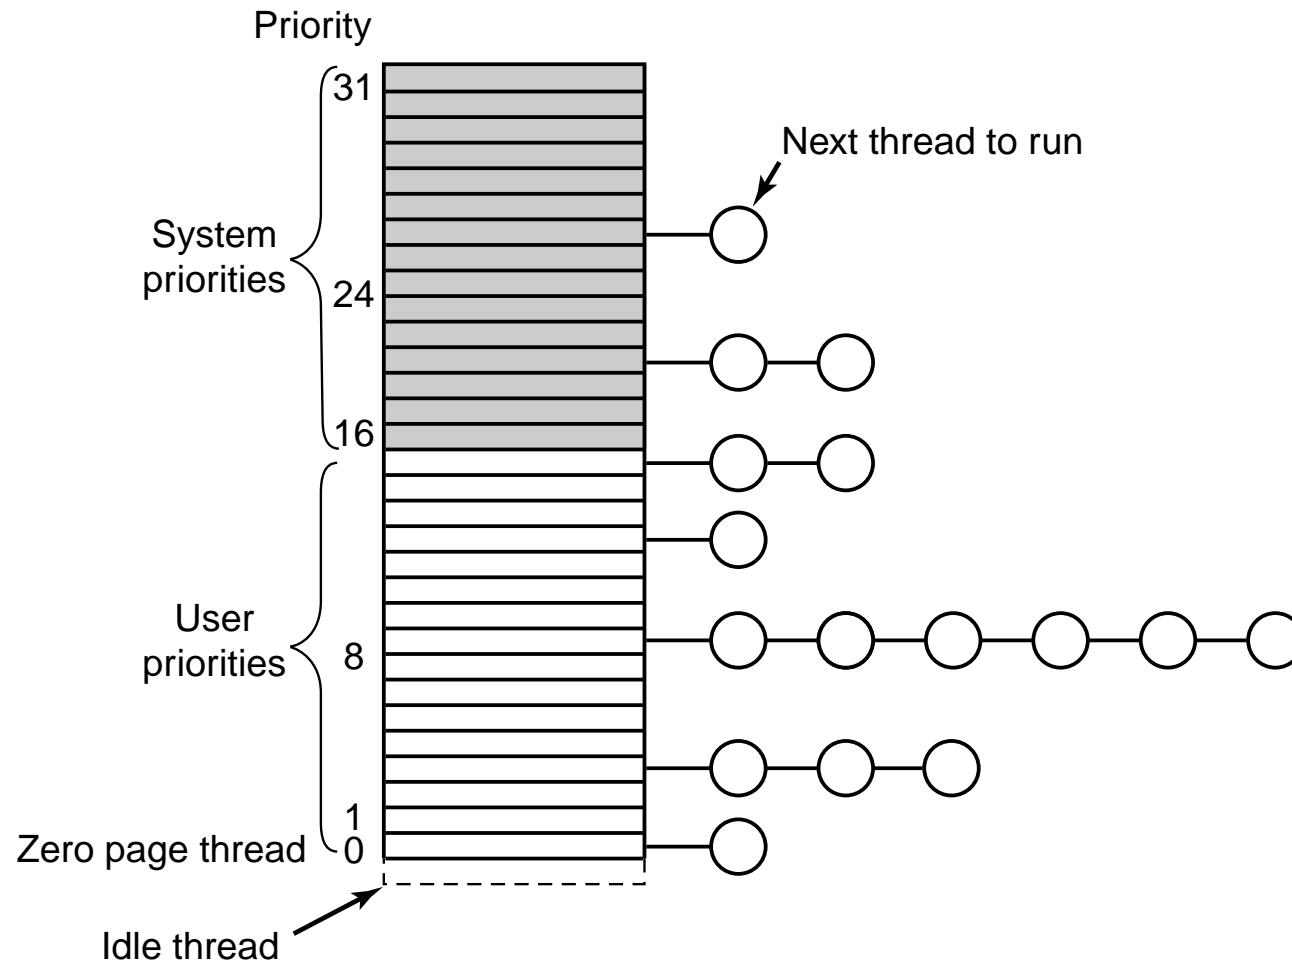 Priority
31
Next thread to run
System
priorities
24
16
User
priorities
8
1
Zero page thread
0
Idle thread